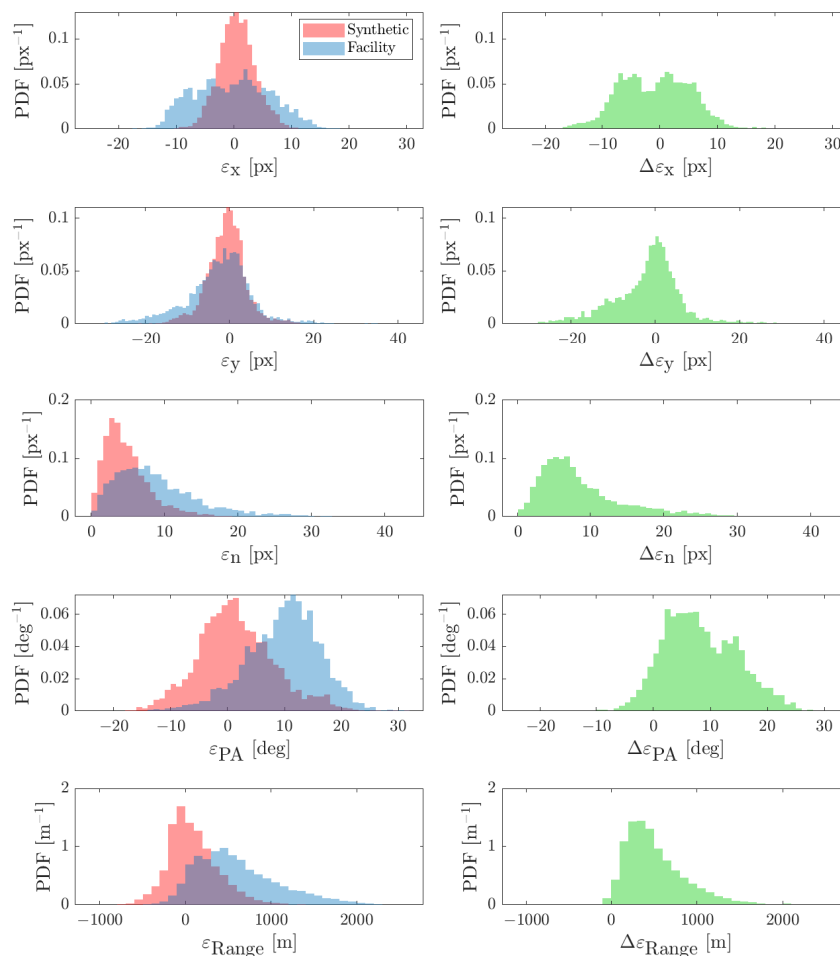 0.1
0.05
0
PDF [px⁻¹]
-20 -10 0 10 20 30
εx [px]
Synthetic
Facility
0.1
0.05
0
PDF [px⁻¹]
−20 −10 0 10 20 30
Δεx [px]
0.1
0.05
0
PDF [px⁻¹]
−20 0 20 40
εy [px]
0.1
0.05
0
PDF [px⁻¹]
−20 0 20 40
Δεy [px]
0.2
0.1
0
PDF [px⁻¹]
0 10 20 30 40
εn [px]
0.2
0.1
0
PDF [px⁻¹]
0 10 20 30 40
Δεn [px]
0.06
0.04
0.02
0
PDF [deg⁻¹]
−20 −10 0 10 20 30
εPA [deg]
0.06
0.04
0.02
0
PDF [deg⁻¹]
−20 −10 0 10 20 30
ΔεPA [deg]
2
1
0
PDF [m⁻¹]
−1000 0 1000 2000
εRange [m]
2
1
0
PDF [m⁻¹]
−1000 0 1000 2000
ΔεRange [m]